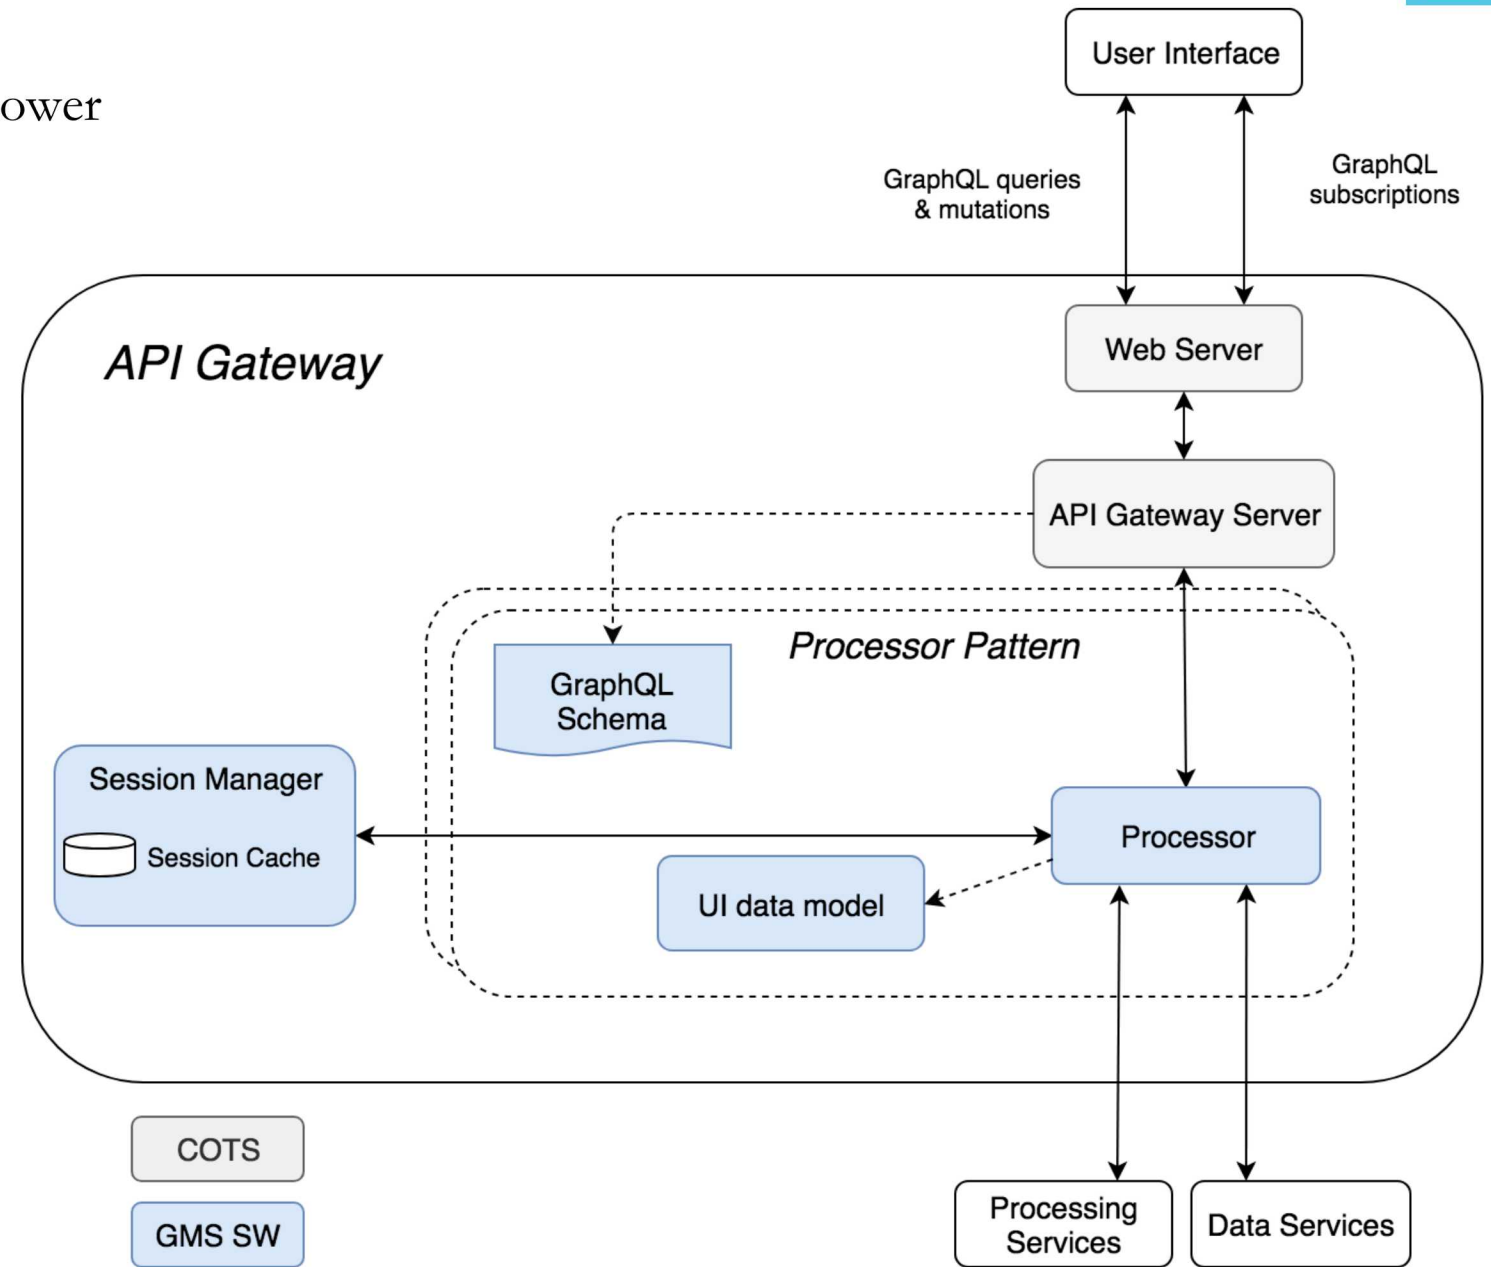 ower
User Interface
GraphQL queries
& mutations
GraphQL
subscriptions
API Gateway
Web Server
API Gateway Server
Processor Pattern
GraphQL
Schema
Session Manager
Session Cache
Processor
UI data model
COTS
GMS SW
Processing
Services
Data Services